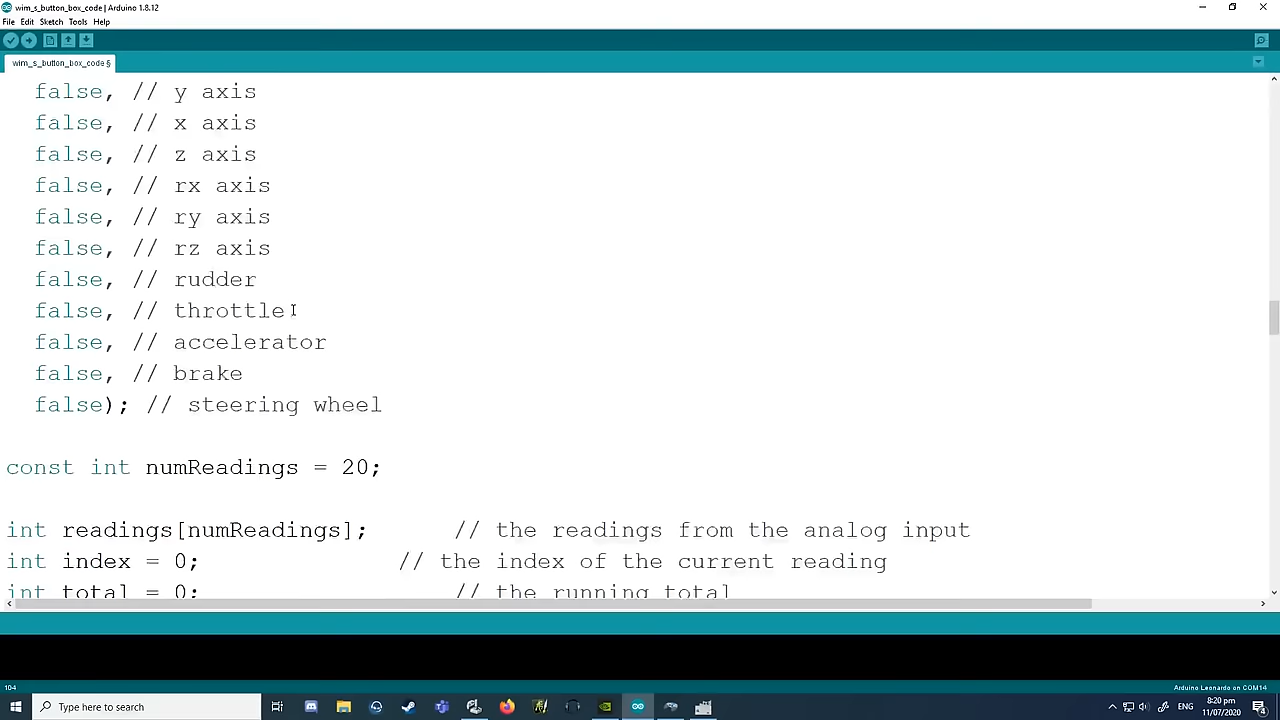 wim_s_button_box_code | Arduino 1.8.12
File Edit Sketch Tools Help
wim_s_button_box_code §
false, // y axis
false, // x axis
false, // z axis
false, // rx axis
false, // ry axis
false, // rz axis
false, // rudder
false, // throttle
false, // accelerator
false, // brake
false); // steering wheel
const int numReadings = 20;
int readings[numReadings]; // the readings from the analog input
int index = 0; // the index of the current reading
int total = 0; // the running total
104
Arduino Leonardo on COM14
Type here to search
ENG
8:20 pm
11/07/2020